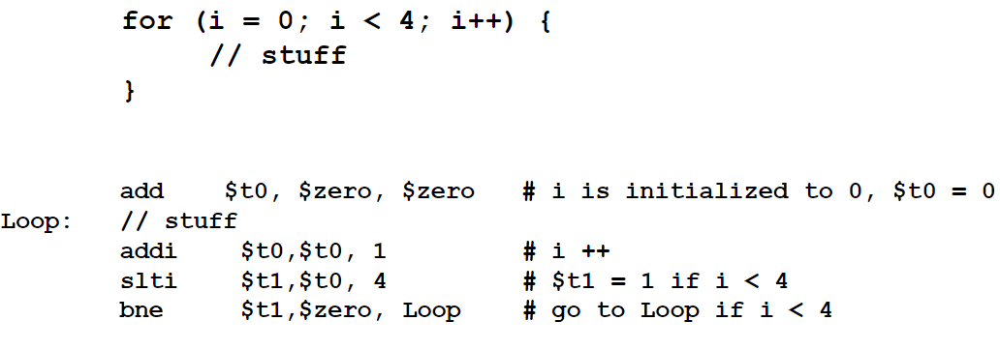 for (i = 0; i < 4; i++) {
// stuff
}
add $t0, $zero, $zero # i is initialized to 0, $t0 = 0
Loop: // stuff
addi $t0,$t0, 1 # i ++
slti $t1,$t0, 4 # $t1 = 1 if i < 4
bne $t1,$zero, Loop # go to Loop if i < 4